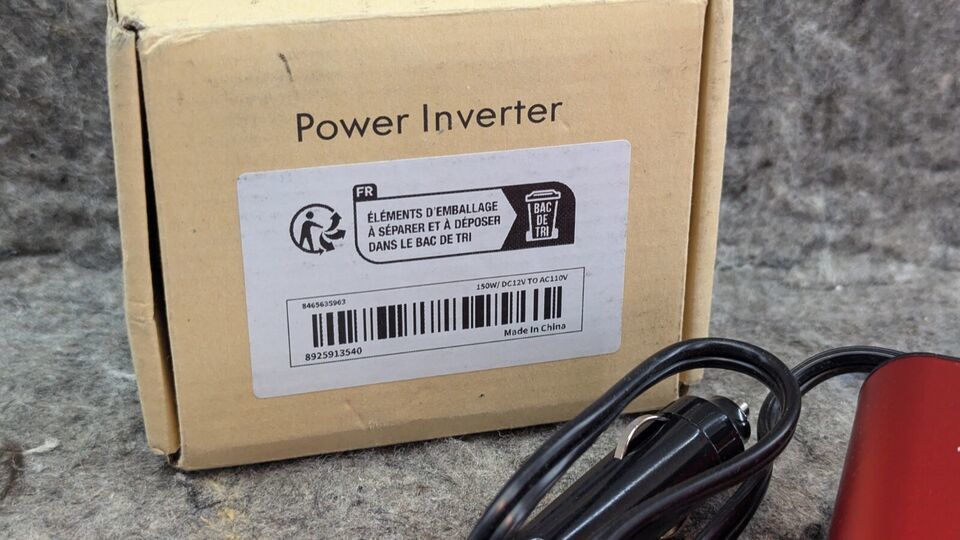 Power Inverter
FR
ÉLÉMENTS D'EMBALLAGE
À SÉPARER ET À DÉPOSER
DANS LE BAC DE TRI
BAC
DE
TRI
8465635963
150W/ DC12V TO AC110V
8925913540
Made In China